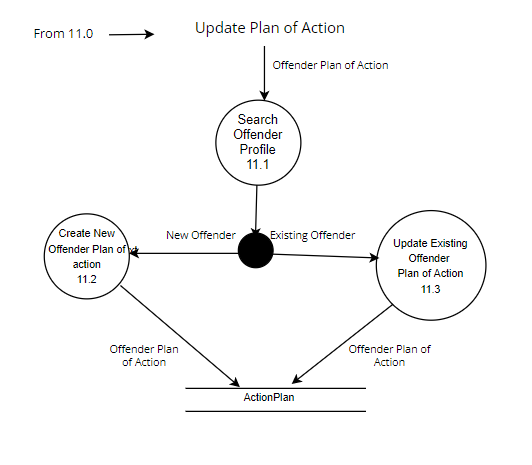 Update Plan of Action
From 11.0
Offender Plan of Action
Search
Offender
Profile
11.1
New Offender
Existing Offender
Create New
Offender Plan of
action
11.2
Update Existing
Offender
Plan of Action
11.3
Offender Plan
of Action
Offender Plan of
Action
ActionPlan